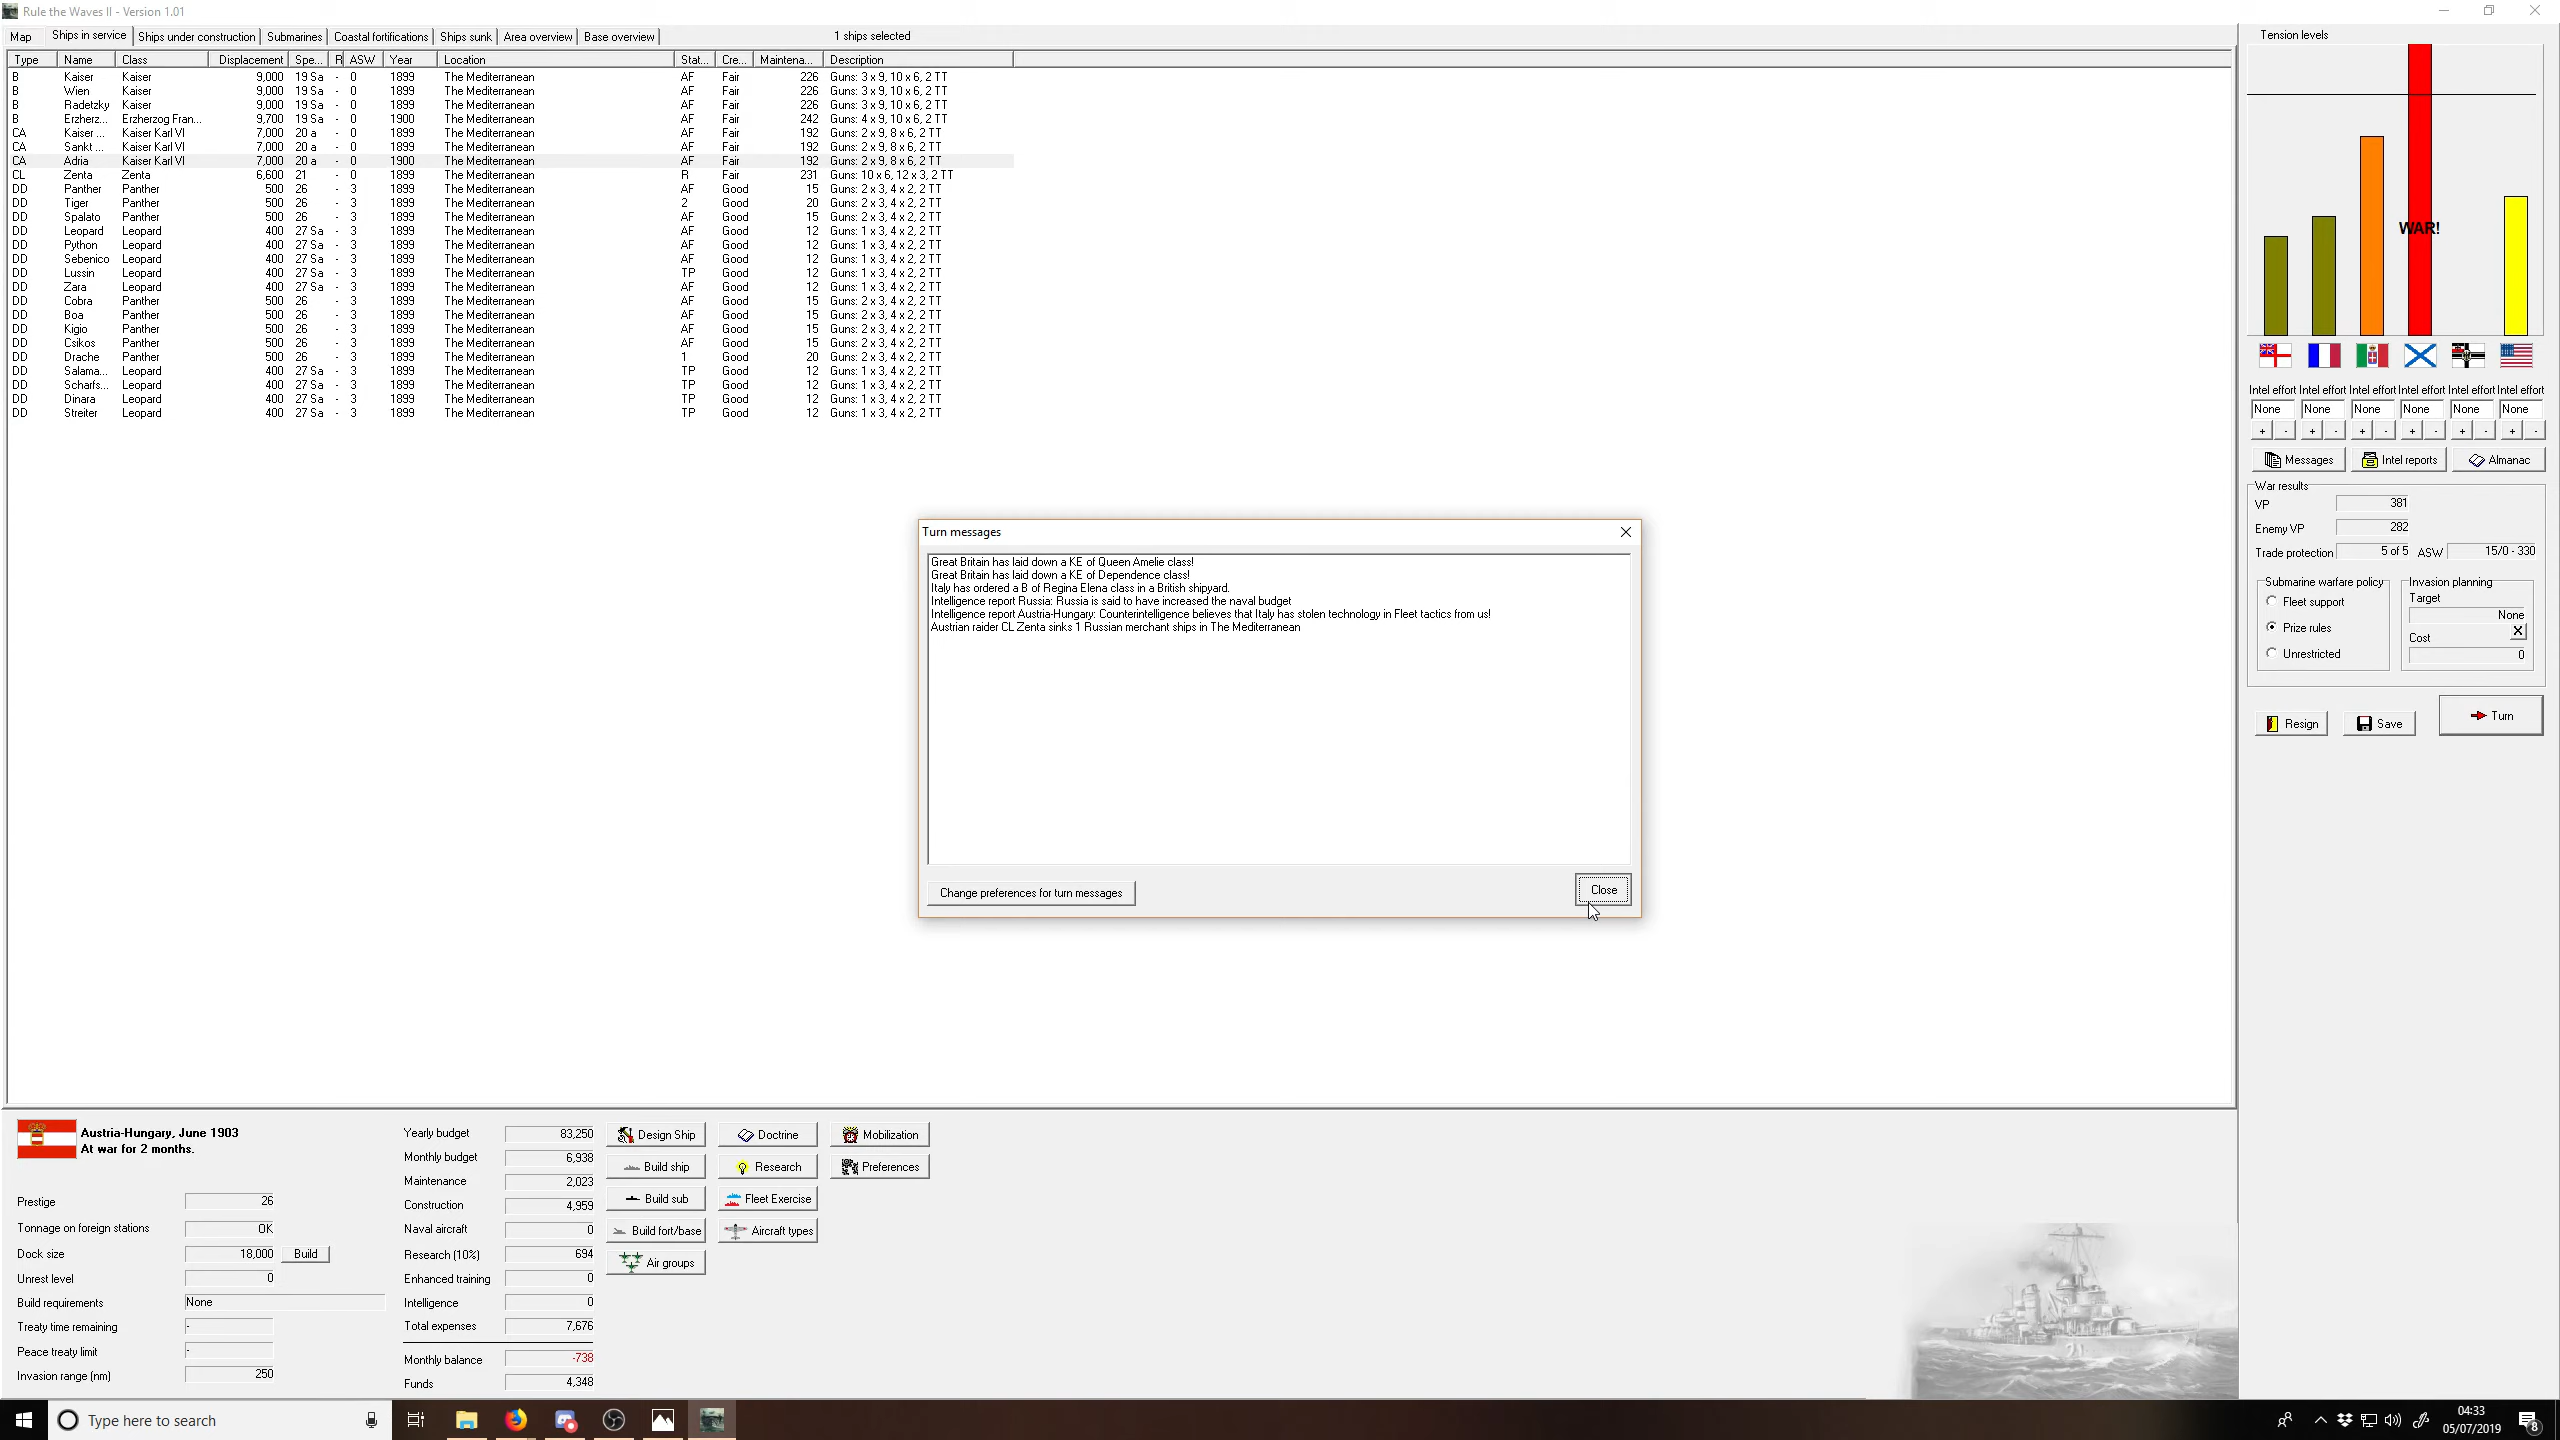 Rule the Waves II - Version 1.01
Map Ships in service Ships under construction Submarines Coastal fortifications Ships sunk Area overview Base overview 1 ships selected
Type Name Class Displacement Spe... R ASW Year Location Stat... Cre... Maintena... Description
B Kaiser Kaiser 9,000 19 Sa - 0 1899 The Mediterranean AF Fair 226 Guns: 3 x 9, 10 x 6, 2 TT
B Wien Kaiser 9,000 19 Sa - 0 1899 The Mediterranean AF Fair 226 Guns: 3 x 9, 10 x 6, 2 TT
B Radetzky Kaiser 9,000 19 Sa - 0 1899 The Mediterranean AF Fair 226 Guns: 3 x 9, 10 x 6, 2 TT
B Erzherz... Erzherzog Fran... 9,700 19 Sa - 0 1900 The Mediterranean AF Fair 242 Guns: 4 x 9, 10 x 6, 2 TT
CA Kaiser ... Kaiser Karl VI 7,000 20 a - 0 1899 The Mediterranean AF Fair 192 Guns: 2 x 9, 8 x 6, 2 TT
CA Sankt ... Kaiser Karl VI 7,000 20 a - 0 1899 The Mediterranean AF Fair 192 Guns: 2 x 9, 8 x 6, 2 TT
CA Adria Kaiser Karl VI 7,000 20 a - 0 1900 The Mediterranean AF Fair 192 Guns: 2 x 9, 8 x 6, 2 TT
CL Zenta Zenta 6,600 21 - 0 1899 The Mediterranean R Fair 231 Guns: 10 x 6, 12 x 3, 2 TT
DD Panther Panther 500 26 - 3 1899 The Mediterranean AF Good 15 Guns: 2 x 3, 4 x 2, 2 TT
DD Tiger Panther 500 26 - 3 1899 The Mediterranean 2 Good 20 Guns: 2 x 3, 4 x 2, 2 TT
DD Spalato Panther 500 26 - 3 1899 The Mediterranean AF Good 15 Guns: 2 x 3, 4 x 2, 2 TT
DD Leopard Leopard 400 27 Sa - 3 1899 The Mediterranean AF Good 12 Guns: 1 x 3, 4 x 2, 2 TT
DD Python Leopard 400 27 Sa - 3 1899 The Mediterranean AF Good 12 Guns: 1 x 3, 4 x 2, 2 TT
DD Sebenico Leopard 400 27 Sa - 3 1899 The Mediterranean AF Good 12 Guns: 1 x 3, 4 x 2, 2 TT
DD Lussin Leopard 400 27 Sa - 3 1899 The Mediterranean TP Good 12 Guns: 1 x 3, 4 x 2, 2 TT
DD Zara Leopard 400 27 Sa - 3 1899 The Mediterranean AF Good 12 Guns: 1 x 3, 4 x 2, 2 TT
DD Cobra Panther 500 26 - 3 1899 The Mediterranean AF Good 15 Guns: 2 x 3, 4 x 2, 2 TT
DD Boa Panther 500 26 - 3 1899 The Mediterranean AF Good 15 Guns: 2 x 3, 4 x 2, 2 TT
DD Kigio Panther 500 26 - 3 1899 The Mediterranean AF Good 15 Guns: 2 x 3, 4 x 2, 2 TT
DD Csikos Panther 500 26 - 3 1899 The Mediterranean AF Good 15 Guns: 2 x 3, 4 x 2, 2 TT
DD Drache Panther 500 26 - 3 1899 The Mediterranean 1 Good 20 Guns: 2 x 3, 4 x 2, 2 TT
DD Salama... Leopard 400 27 Sa - 3 1899 The Mediterranean TP Good 12 Guns: 1 x 3, 4 x 2, 2 TT
DD Scharfs... Leopard 400 27 Sa - 3 1899 The Mediterranean TP Good 12 Guns: 1 x 3, 4 x 2, 2 TT
DD Dinara Leopard 400 27 Sa - 3 1899 The Mediterranean TP Good 12 Guns: 1 x 3, 4 x 2, 2 TT
DD Streiter Leopard 400 27 Sa - 3 1899 The Mediterranean TP Good 12 Guns: 1 x 3, 4 x 2, 2 TT
Turn messages
Great Britain has laid down a KE of Queen Amelie class!
Great Britain has laid down a KE of Dependence class!
Italy has ordered a B of Regina Elena class in a British shipyard.
Intelligence report Russia: Russia is said to have increased the naval budget
Intelligence report Austria-Hungary: Counterintelligence believes that Italy has stolen technology in Fleet tactics from us!
Austrian raider CL Zenta sinks 1 Russian merchant ships in The Mediterranean
Change preferences for turn messages Close
Tension levels
WAR!
Intel effort Intel effort Intel effort Intel effort Intel effort Intel effort
None None None None None None
+ - + - + - + - + - + -
Messages Intel reports Almanac
War results
VP 381
Enemy VP 282
Trade protection 5 of 5 ASW 15/0 - 330
Submarine warfare policy Invasion planning
Fleet support Target
None
Prize rules Cost X
Unrestricted 0
Resign Save Turn
Austria-Hungary, June 1903
At war for 2 months.
Prestige 26
Tonnage on foreign stations OK
Dock size 18,000 Build
Unrest level 0
Build requirements None
Treaty time remaining -
Peace treaty limit -
Invasion range (nm) 250
Yearly budget 83,250
Monthly budget 6,938
Maintenance 2,023
Construction 4,959
Naval aircraft 0
Research (10%) 694
Enhanced training 0
Intelligence 0
Total expenses 7,676
Monthly balance -738
Funds 4,348
Design Ship Doctrine Mobilization
Build ship Research Preferences
Build sub Fleet Exercise
Build fort/base Aircraft types
Air groups
Type here to search
04:33
05/07/2019
8